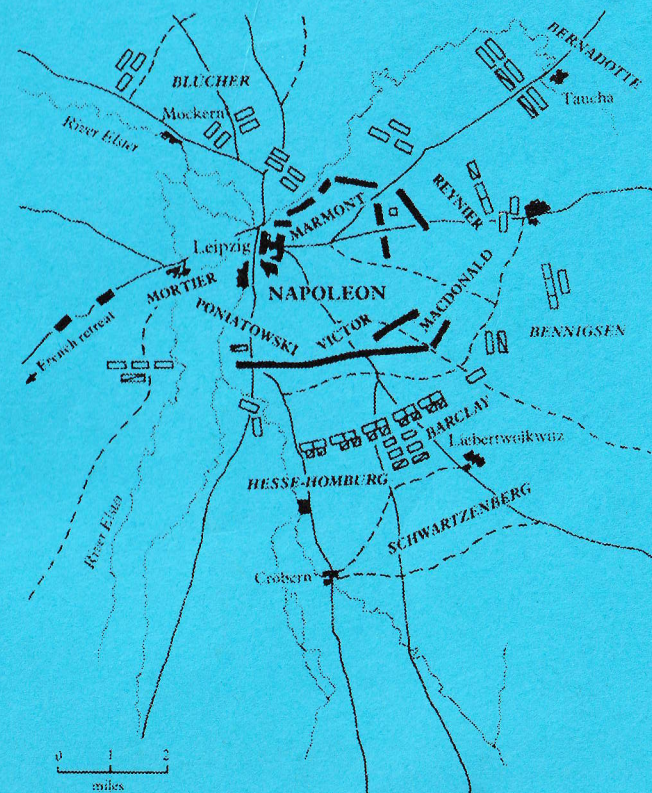 BERNADOTTE
BLUCHER
Taucha
Mockern
River Elster
REYNIER
MARMONT
Leipzig
MORTIER
NAPOLEON
MACDONALD
PONIATOWSKI
VICTOR
BENNIGSEN
French retreat
BARCLAY
Liebertwolkwitz
HESSE-HOMBURG
River Elster
SCHWARTZENBERG
Crobern
0 1 2
miles